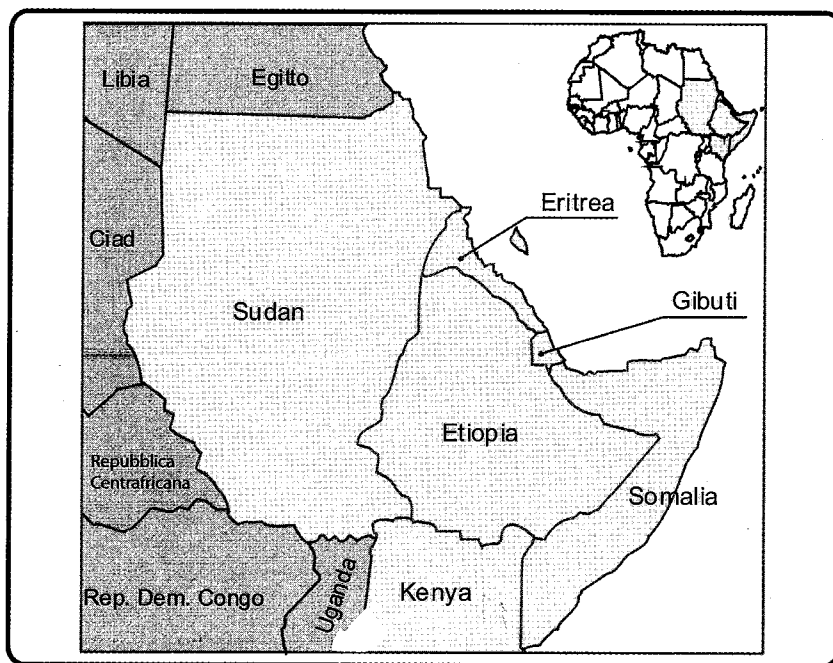 Libia
Egitto
Eritrea
Ciad
Gibuti
Sudan
Etiopia
Repubblica
Centrafricana
Somalia
Rep. Dem. Congo
Uganda
Kenya